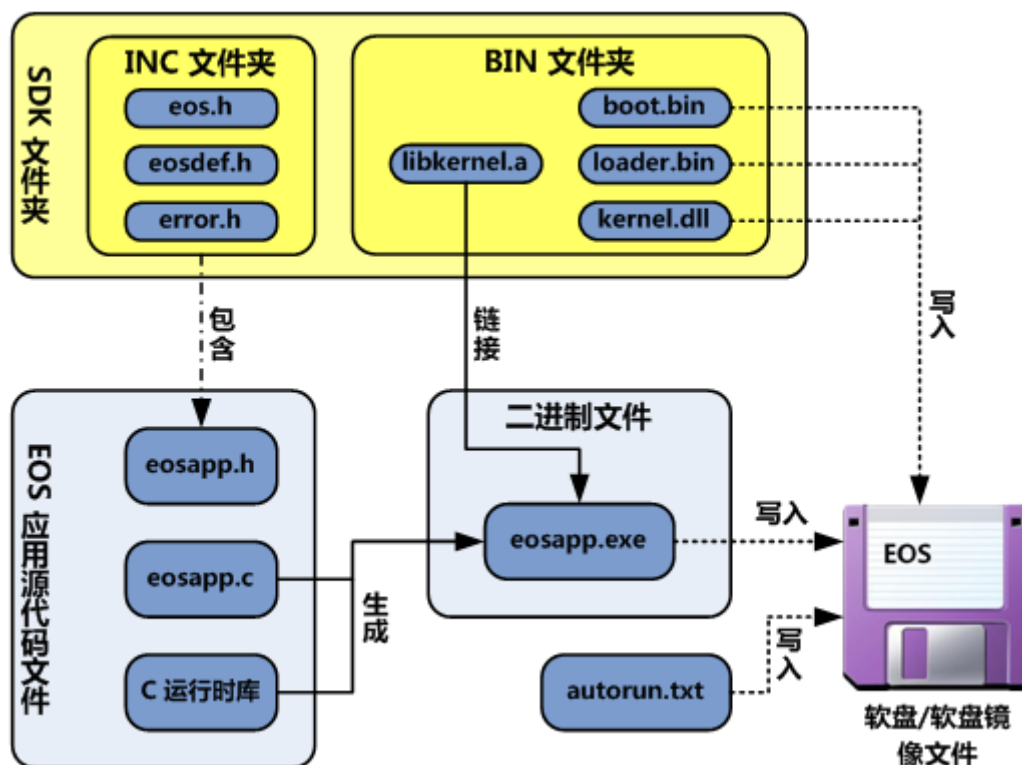 SDK 文件夹
INC 文件夹
eos.h
eosdef.h
error.h
BIN 文件夹
libkernel.a
boot.bin
loader.bin
kernel.dll
包含
链接
写入
EOS 应用源代码文件
eosapp.h
eosapp.c
C 运行时库
生成
二进制文件
eosapp.exe
写入
autorun.txt
写入
EOS
软盘/软盘镜
像文件